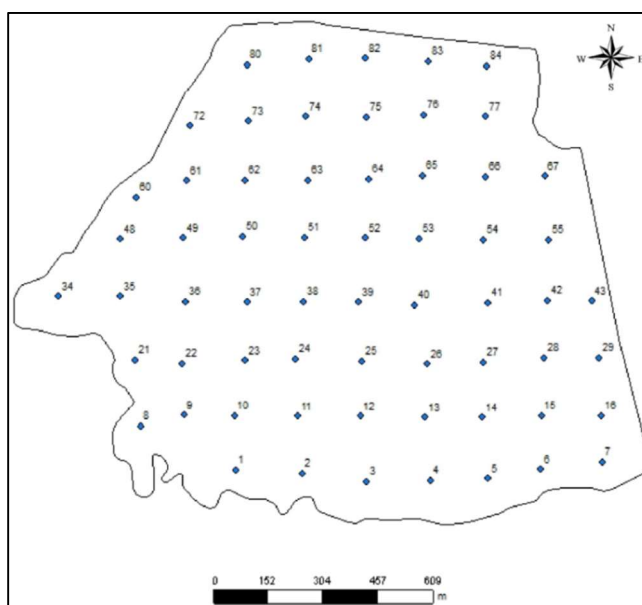 N
W E
S
80 81 82 83 84
72 73 74 75 76 77
60 61 62 63 64 65 66 67
48 49 50 51 52 53 54 55
34 35 36 37 38 39 40 41 42 43
21 22 23 24 25 26 27 28 29
8 9 10 11 12 13 14 15 16
1 2 3 4 5 6 7
0 152 304 457 609
m